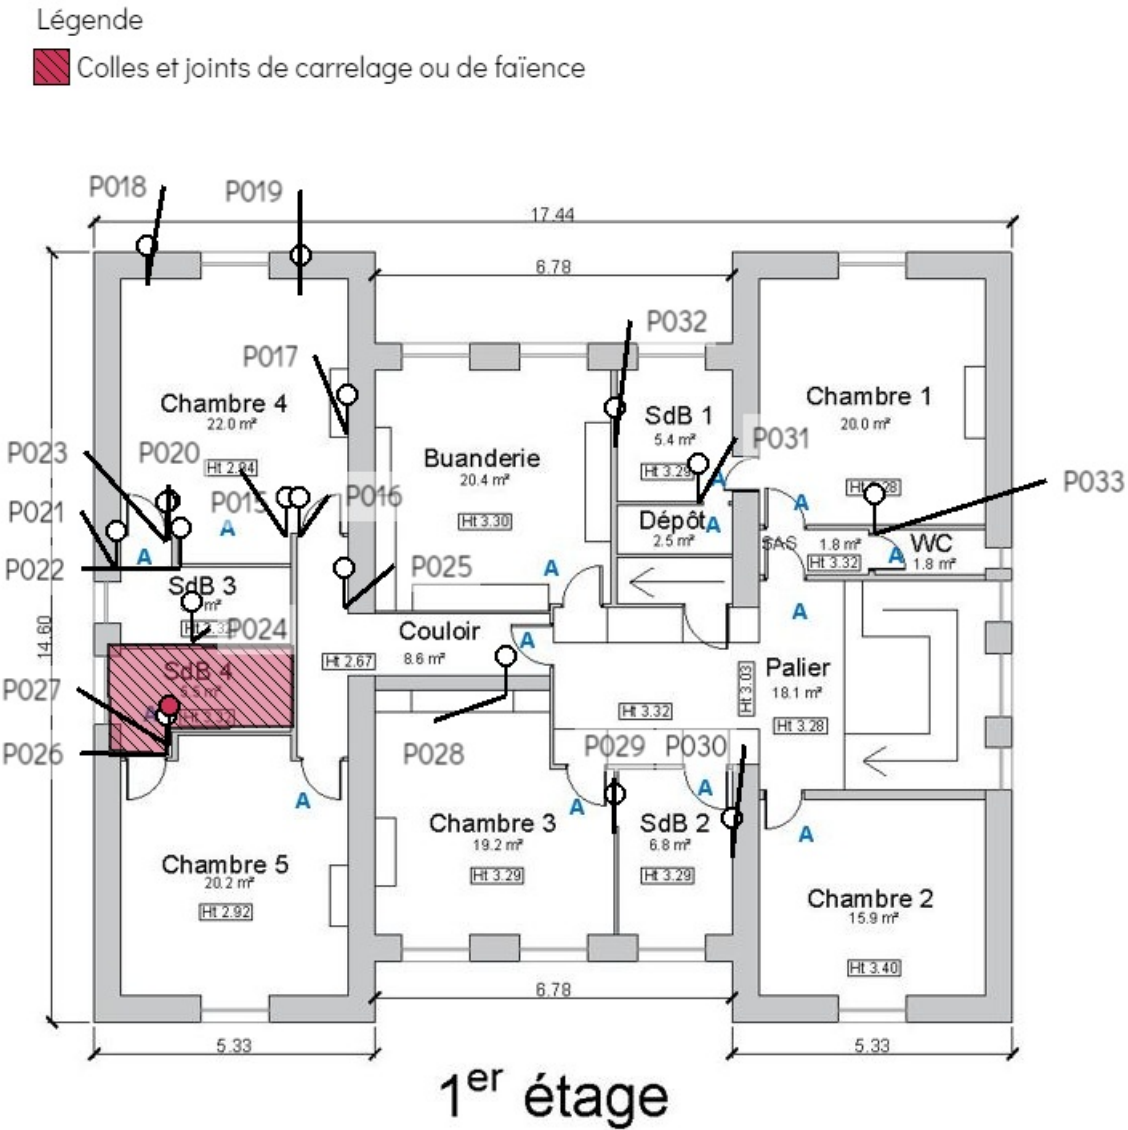 Légende
Colles et joints de carrelage ou de faïence
P018
P019
17.44
6.78
P032
P017
Chambre 4
22.0 m²
Ht 2.84
Chambre 1
20.0 m²
SdB 1
5.4 m²
Ht 3.29
P031
A
P023
P020
Buanderie
20.4 m²
Ht 3.30
P033
P021
P015
P016
A
A
Dépôt
2.5 m²
A
SAS
1.8 m²
Ht 3.32
A
WC
1.8 m²
P022
A
P025
A
SdB 3
m²
P024
14.60
Couloir
8.6 m²
A
Ht 2.67
A
SdB 4
5.5 m²
Ht 3.32
A
P027
Palier
18.1 m²
Ht 3.28
Ht 3.03
Ht 3.32
P026
P028
P029
P030
A
A
A
Chambre 3
19.2 m²
Ht 3.29
SdB 2
6.8 m²
Ht 3.29
A
Chambre 5
20.2 m²
Ht 2.92
Chambre 2
15.9 m²
Ht 3.40
6.78
5.33
5.33
1er étage